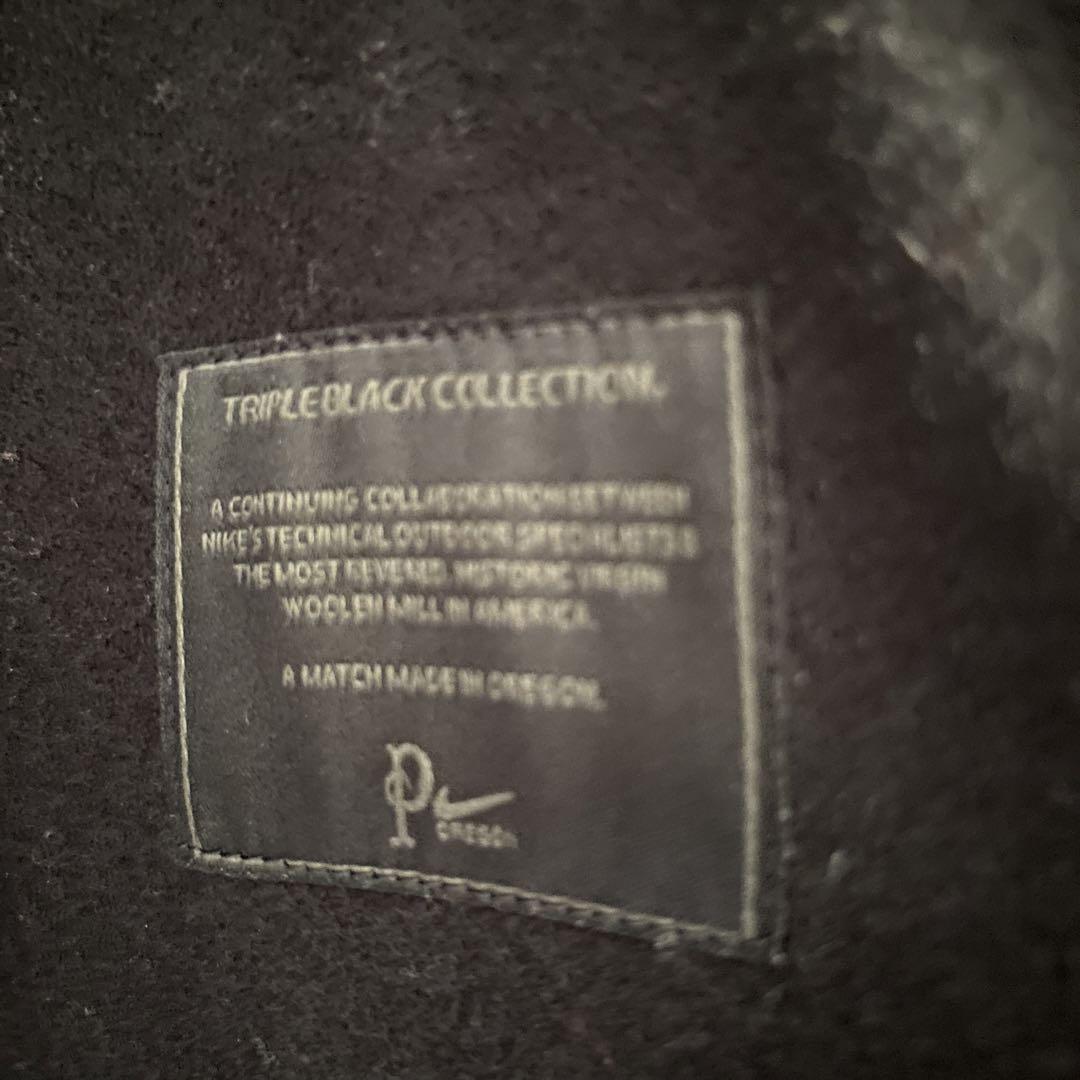 TRIPLE BLACK COLLECTION.
A CONTINUING COLLABORATION BETWEEN
NIKE'S TECHNICAL OUTDOOR SPECIALISTS &
THE MOST REVERED, HISTORIC VIRGIN
WOOLEN MILL IN AMERICA.
A MATCH MADE IN OREGON.
P
OREGON